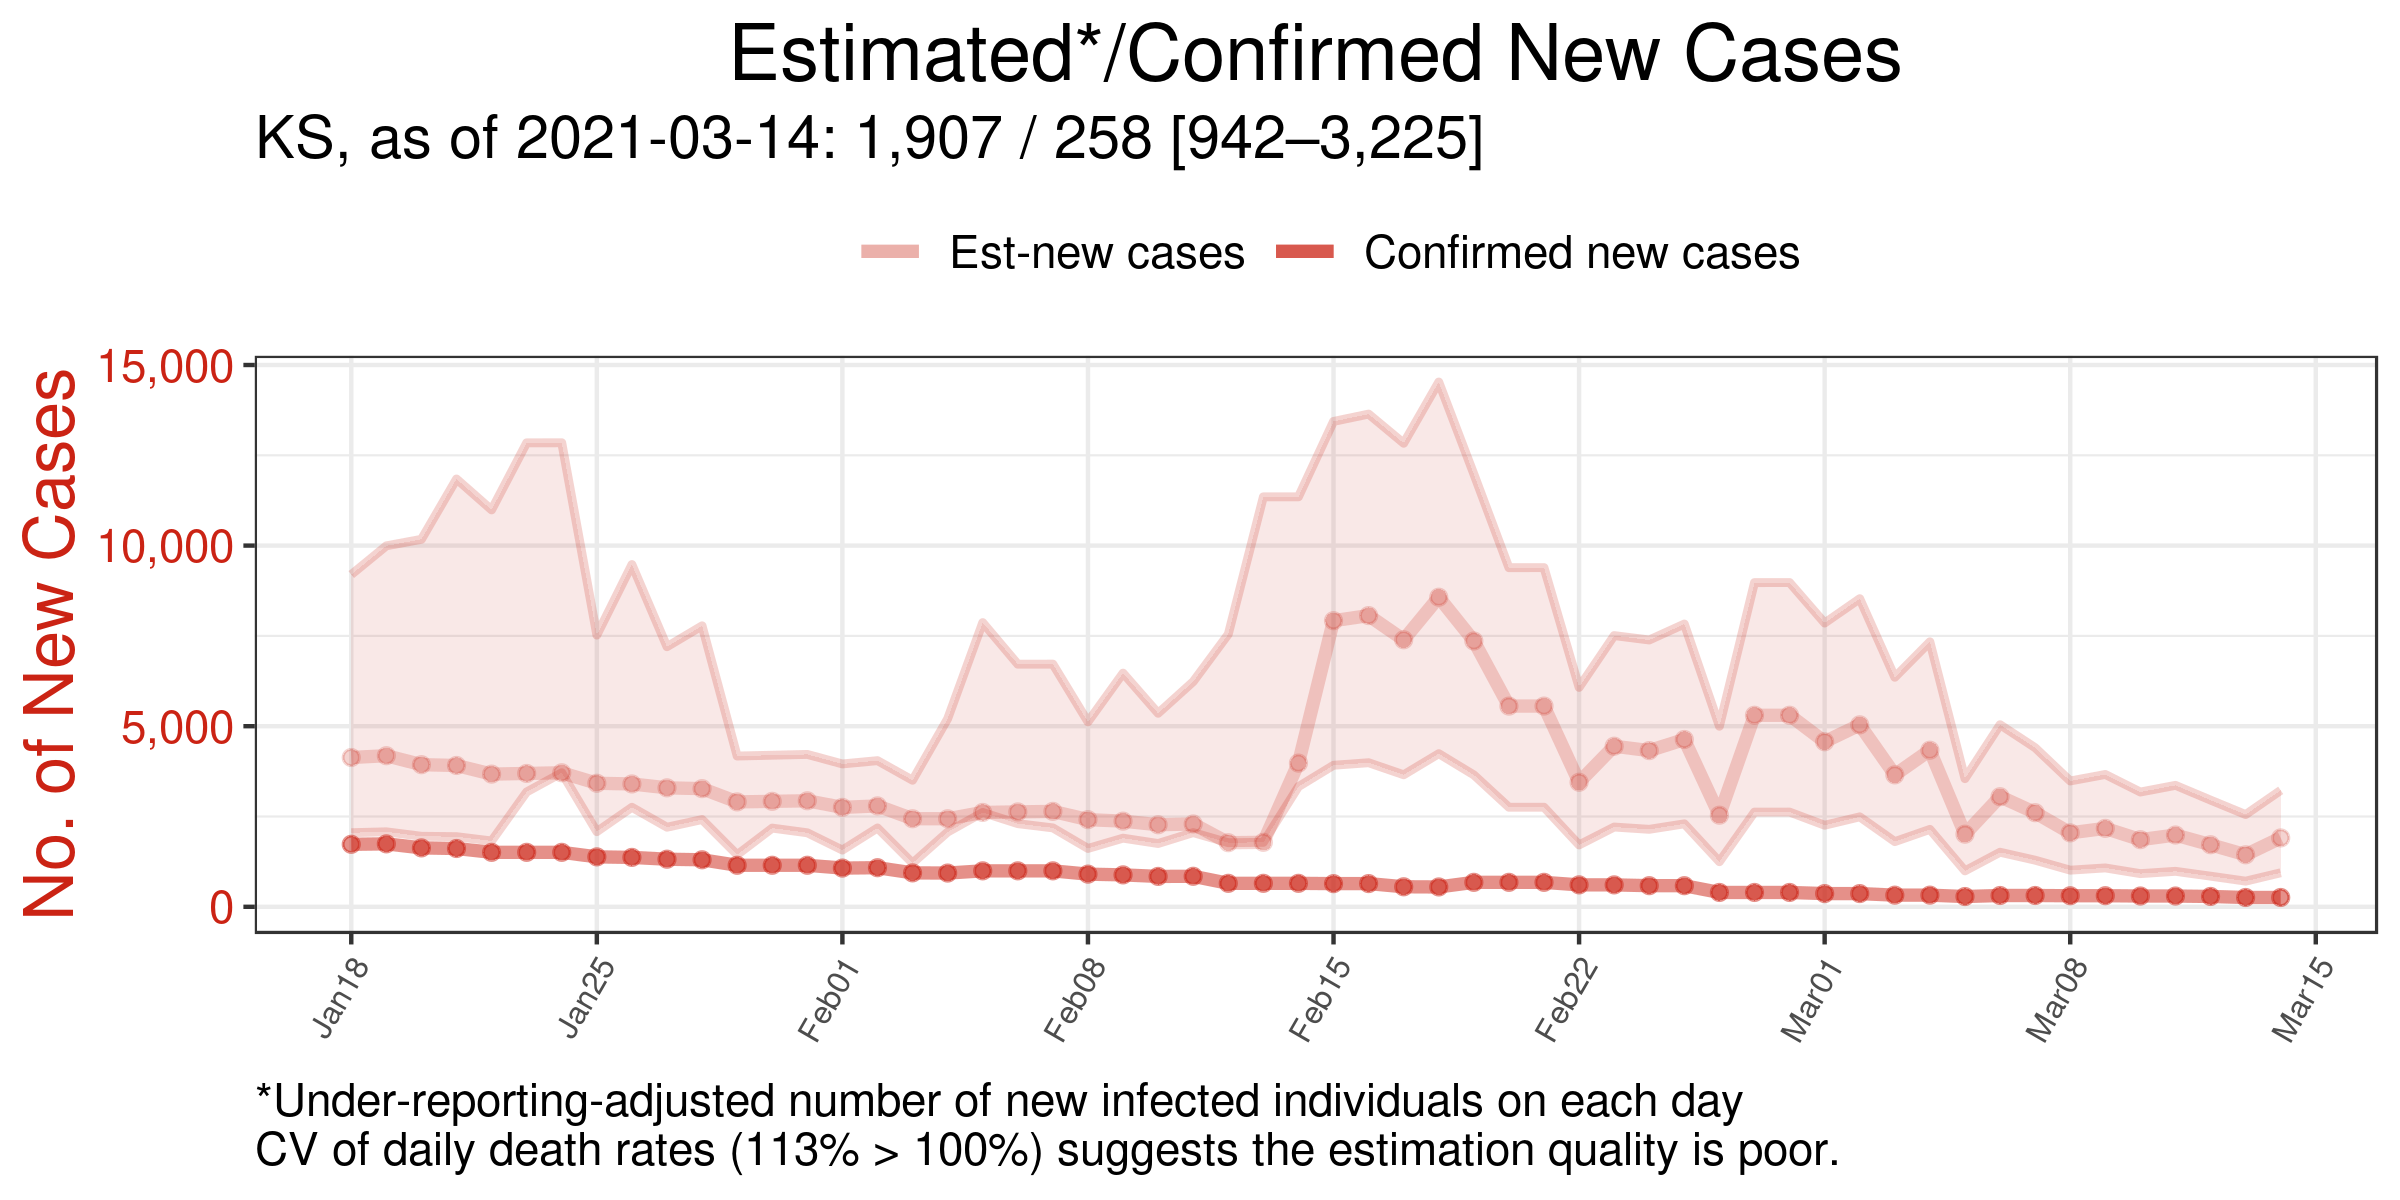 Estimated*/Confirmed New Cases
KS, as of 2021-03-14: 1,907 / 258 [942–3,225]
Est-new cases
Confirmed new cases
No. of New Cases
15,000
10,000
5,000
0
Jan18
Jan25
Feb01
Feb08
Feb15
Feb22
Mar01
Mar08
Mar15
*Under-reporting-adjusted number of new infected individuals on each day
CV of daily death rates (113% > 100%) suggests the estimation quality is poor.